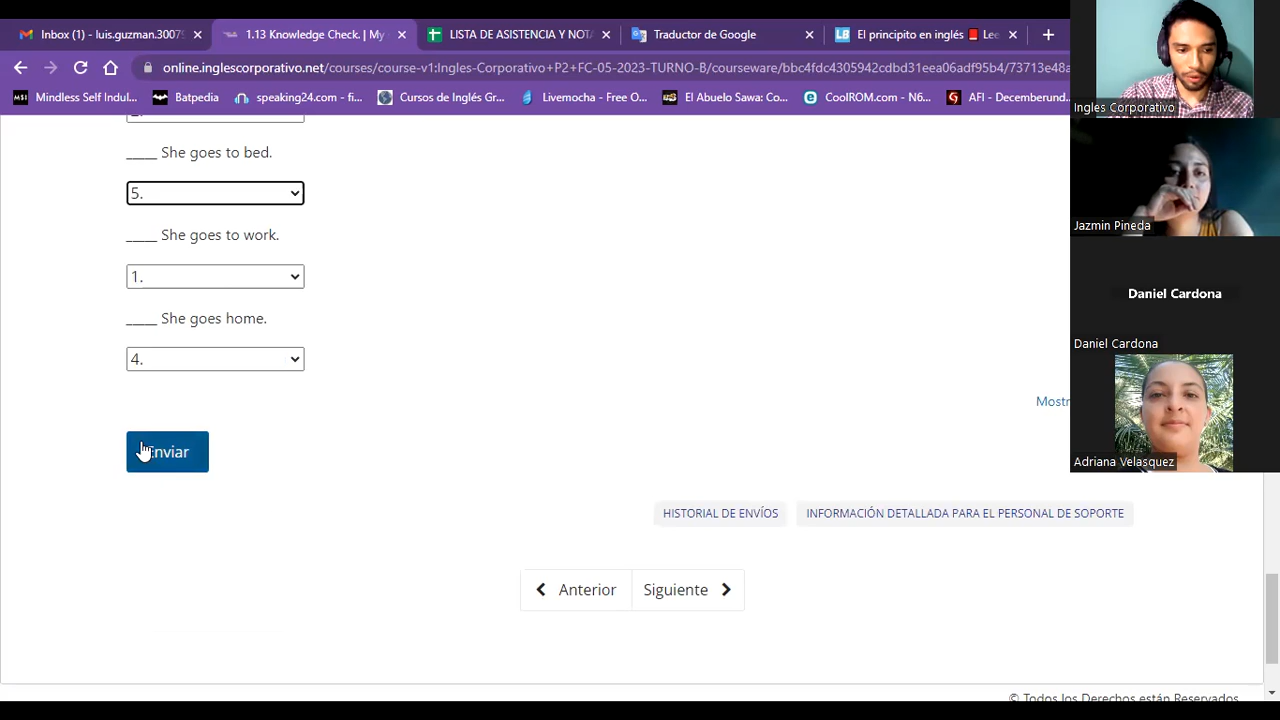 Inbox (1) - luis.guzman.30079
1.13 Knowledge Check. | My
LISTA DE ASISTENCIA Y NOTA
Traductor de Google
El principito en inglés
Lee
online.inglescorporativo.net/courses/course-v1:Ingles-Corporativo+P2+FC-05-2023-TURNO-B/courseware/bbc4fdc4305942cdbd31eea06adf95b4/73713e48a
Mindless Self Indul...
Batpedia
speaking24.com - fi...
Cursos de Inglés Gr...
Livemocha - Free O...
El Abuelo Sawa: Co...
CoolROM.com - N6...
AFI - Decemberund.
Ingles Corporativo
_____ She goes to bed.
5.
Jazmin Pineda
_____ She goes to work.
1.
Daniel Cardona
_____ She goes home.
Daniel Cardona
4.
Mostr
Enviar
Adriana Velasquez
HISTORIAL DE ENVÍOS
INFORMACIÓN DETALLADA PARA EL PERSONAL DE SOPORTE
Anterior
Siguiente
© Todos los Derechos están Reservados